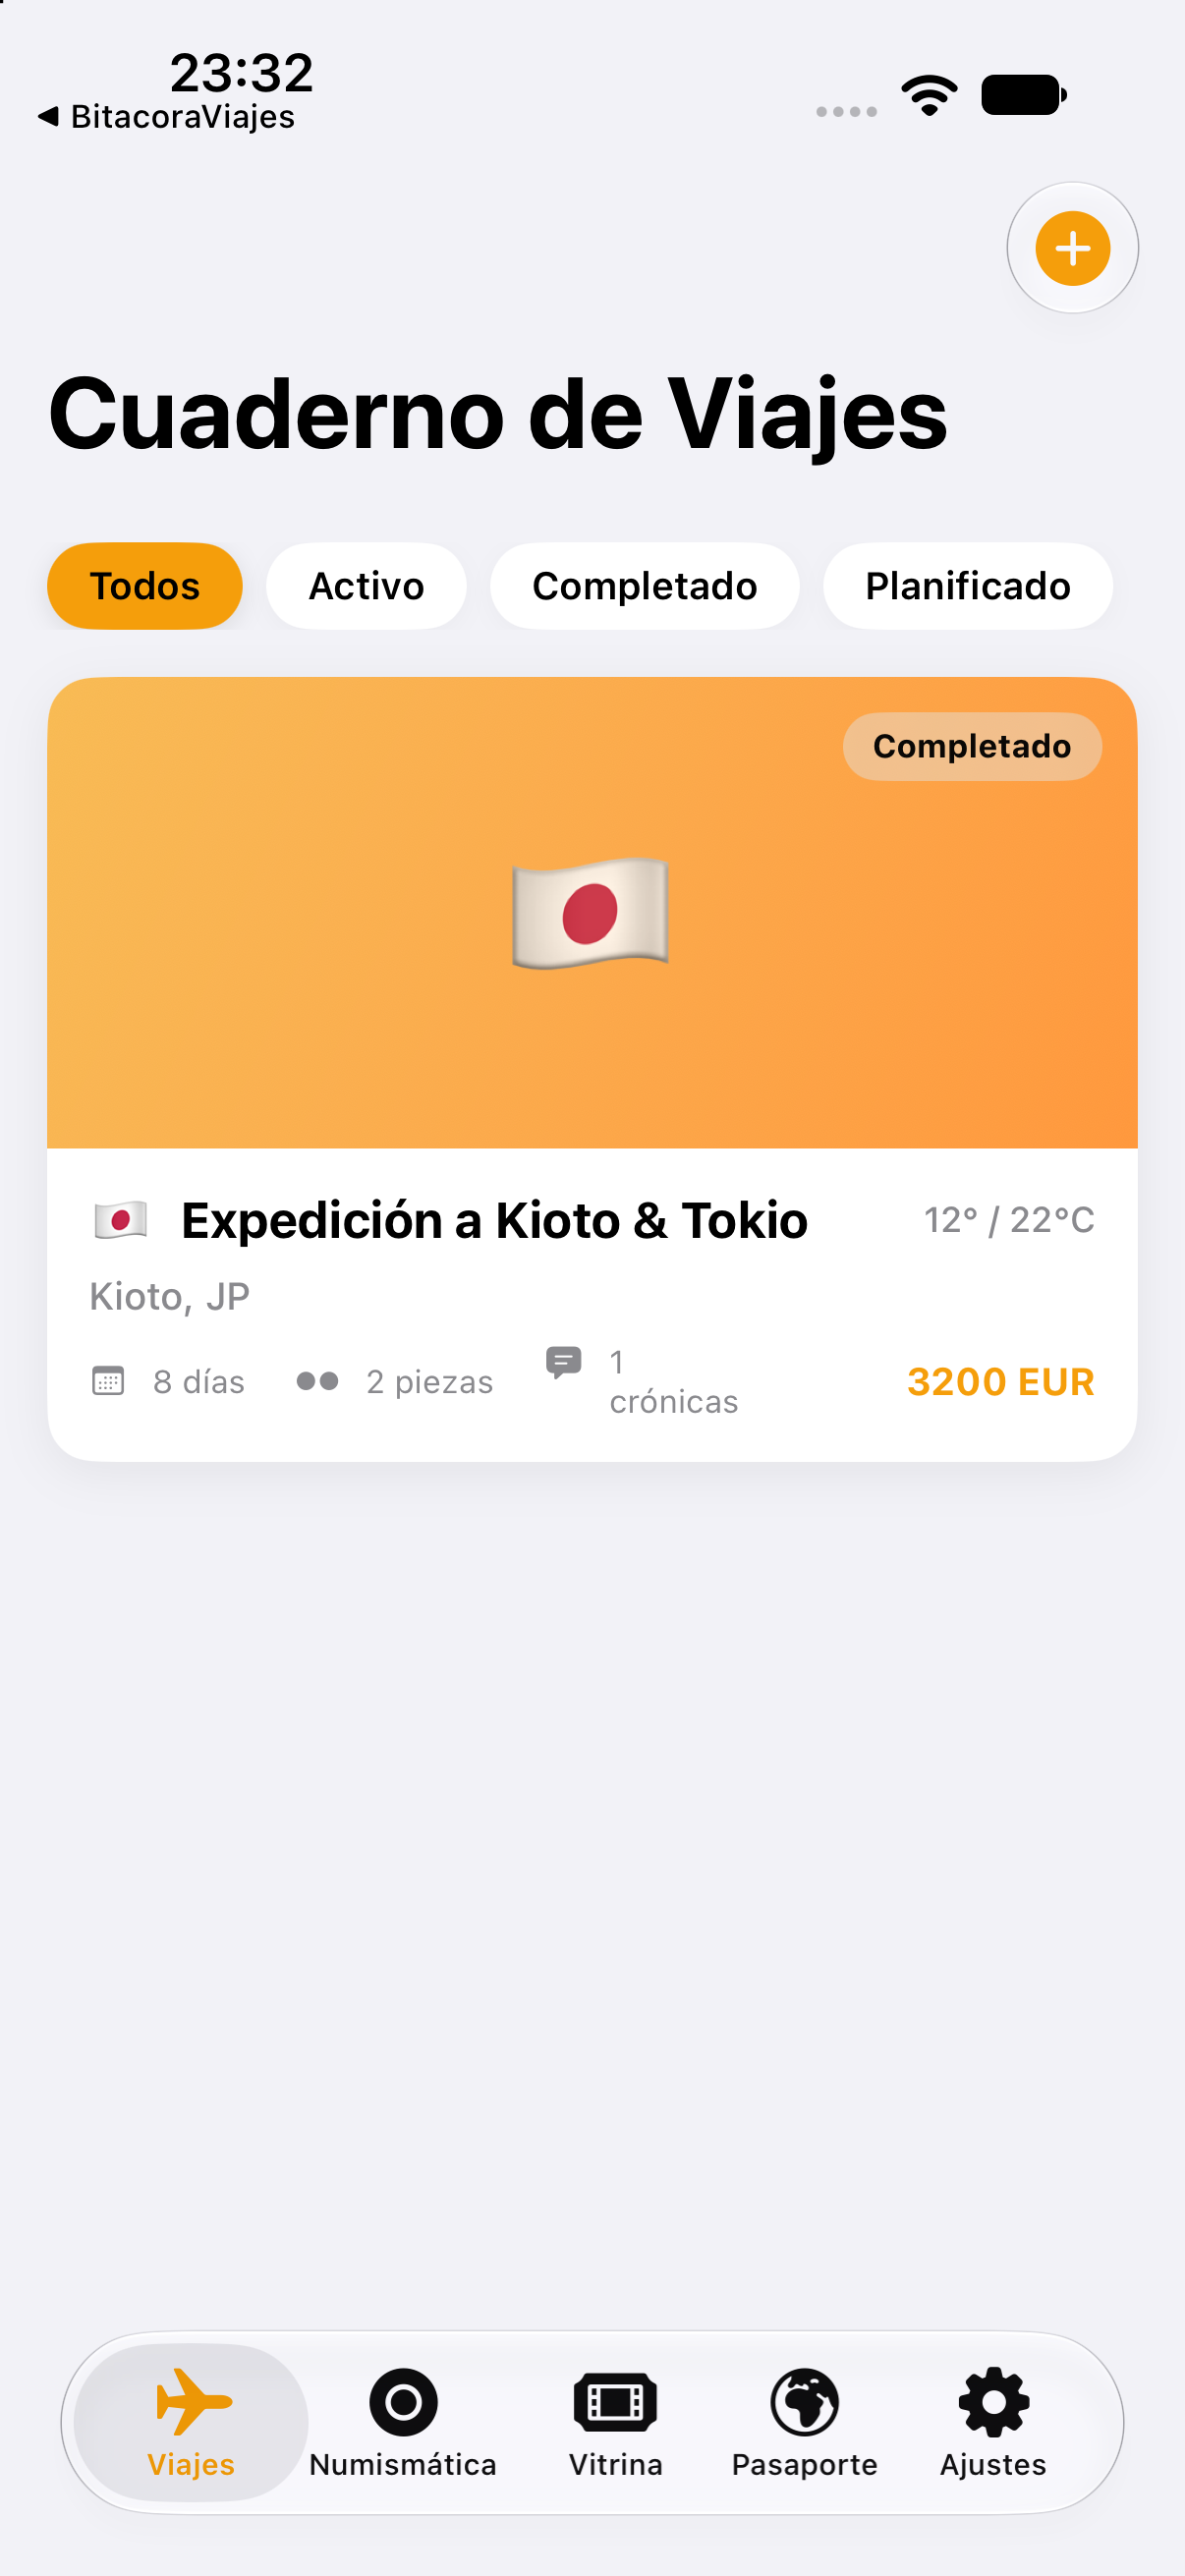 23:32
BitacoraViajes
Cuaderno de Viajes
Todos
Activo
Completado
Planificado
Completado
Expedición a Kioto & Tokio
12° / 22°C
Kioto, JP
8 días
2 piezas
1
crónicas
3200 EUR
Viajes
Numismática
Vitrina
Pasaporte
Ajustes